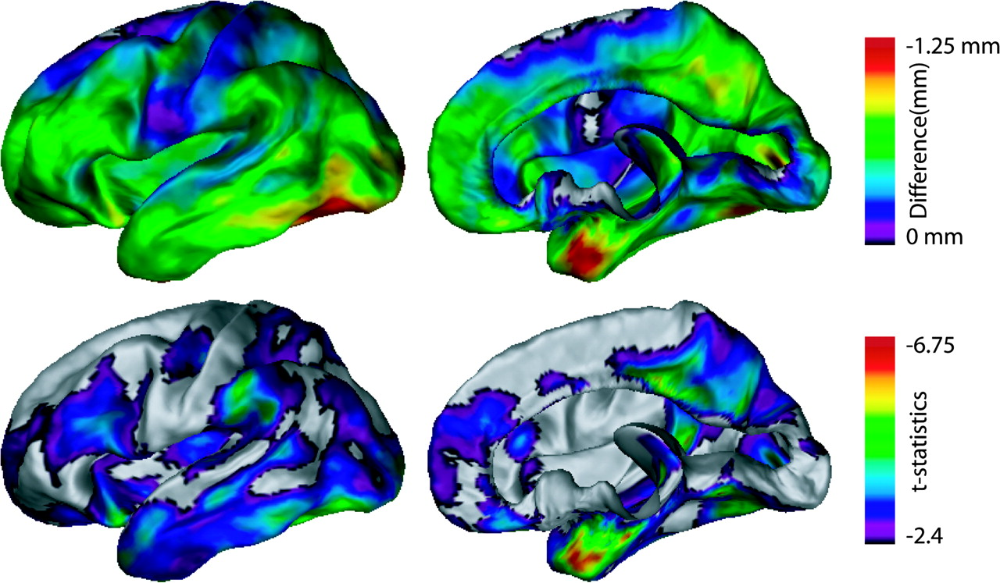 -1.25 mm
Difference(mm)
0 mm
-6.75
t-statistics
-2.4